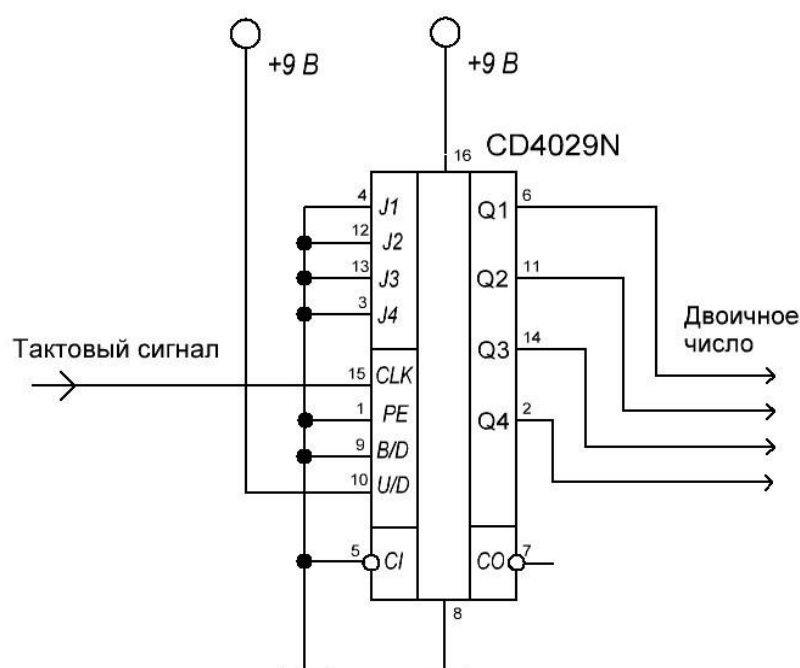 +9 В
+9 В
CD4029N
16
4 J1
Q1 6
12 J2
13 J3
Q2 11
3 J4
Двоичное
число
Q3 14
Тактовый сигнал
15 CLK
1 PE
Q4 2
9 B/D
10 U/D
5 CI
CO 7
8